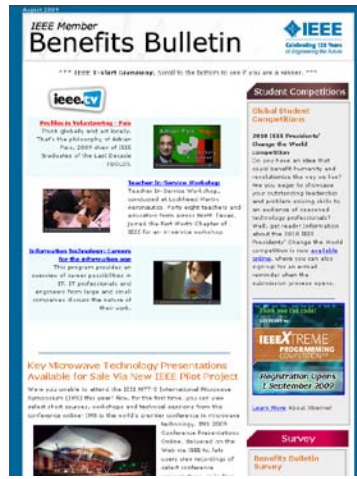 August 2009
IEEE Member
Benefits Bulletin
IEEE
Celebrating 125 Years
of Engineering the Future
*** IEEE T-shirt Giveaway. Scroll to the bottom to see if you are a winner. ***
ieee.tv
Profiles in Volunteering - Pais
Think globally and act locally.
That's the philosophy of Adrian
Pais, 2009 chair of IEEE
Graduates of the Last Decade
(GOLD).
Teacher In-Service Workshop
Teacher In-Service Workshop,
conducted at Lockheed Martin
Aeronautics. Forty eight teachers and
education from across North Texas,
joined the Fort Worth Chapter of
IEEE for an in-service workshop.
Information Technology: Careers
for the information age
This program provides an
overview of career possibilities in
IT. IT professionals and
engineers from large and small
companies discuss the nature of
their work.
Key Microwave Technology Presentations
Available for Sale Via New IEEE Pilot Project
Were you unable to attend the IEEE MTT-S International Microwave
Symposium (IMS) this year? Now, for the first time, you can view
select short courses, workshops and technical sessions from the
conference online! IMS is the world's premier conference in microwave
technology. IMS 2009
Conference Presentations
Online, delivered on the
Web via IEEE.tv, lets
users view recordings of
select conference
Student Competitions
Global Student
Competitions
2010 IEEE Presidents'
Change the World
competition
Do you have an idea that
could benefit humanity and
revolutionize the way we live?
Are you eager to showcase
your outstanding leadership
and problem solving skills to
an audience of seasoned
technology professionals?
Well, get ready! Information
about the 2010 IEEE
Presidents' Change the World
competition is now available
online, where you can also
sign-up for an e-mail
reminder when the
submission process opens.
Think you can code?
IEEEXTREME
PROGRAMMING
COMPETITION
Registration Opens
1 September 2009
Learn More About IEEEXtreme!
Survey
Benefits Bulletin
Survey